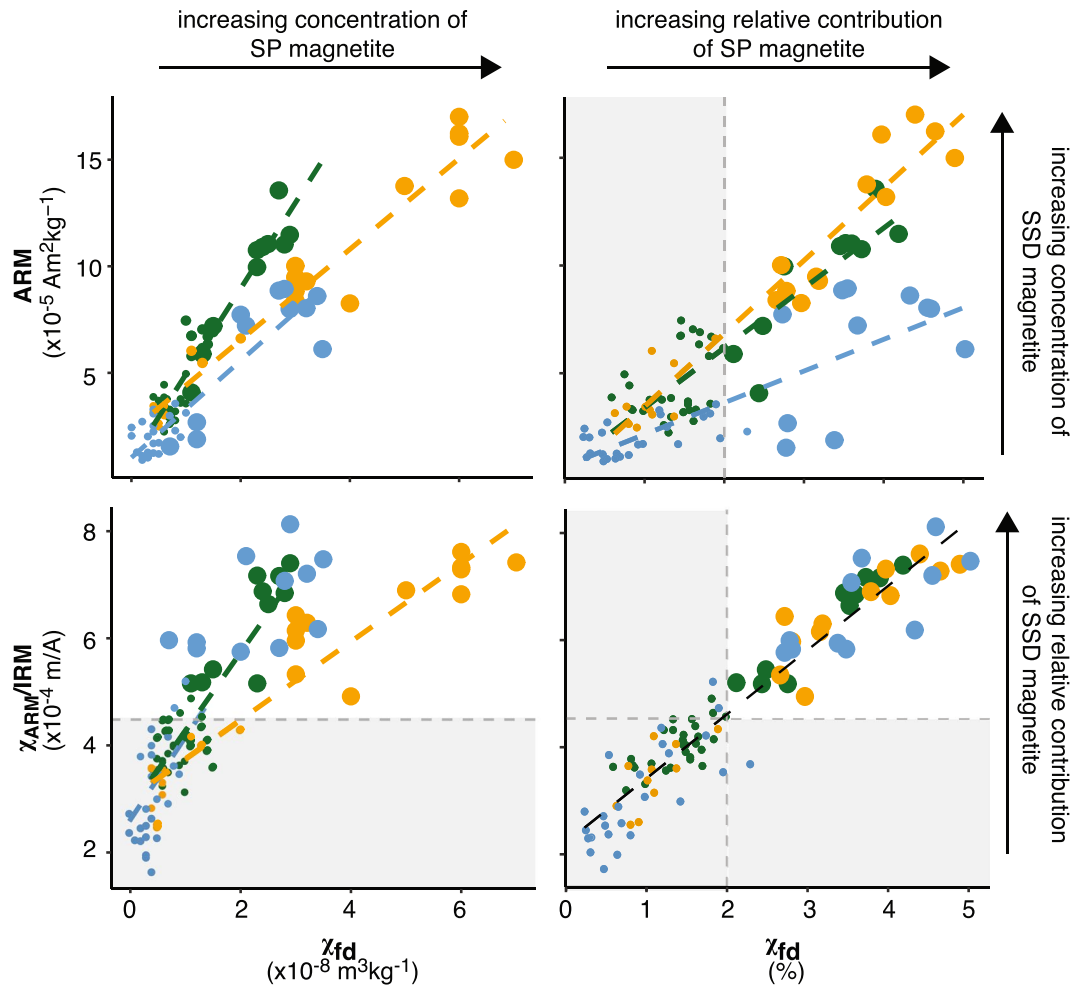 increasing concentration of
SP magnetite
increasing relative contribution
of SP magnetite
15
10
5
ARM
(x10⁻⁵ Am²kg⁻¹)
increasing concentration of
SSD magnetite
8
6
4
2
χARM/IRM
(x10⁻⁴ m/A)
increasing relative contribution
of SSD magnetite
0 2 4 6
0 1 2 3 4 5
χfd
(x10⁻⁸ m³kg⁻¹)
χfd
(%)